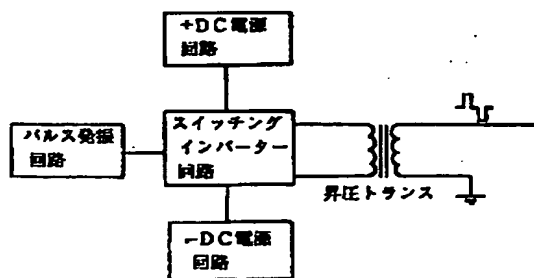 +DC電源
回路
パルス発振
回路
スイッチング
インバーター
回路
昇圧トランス
-DC電源
回路